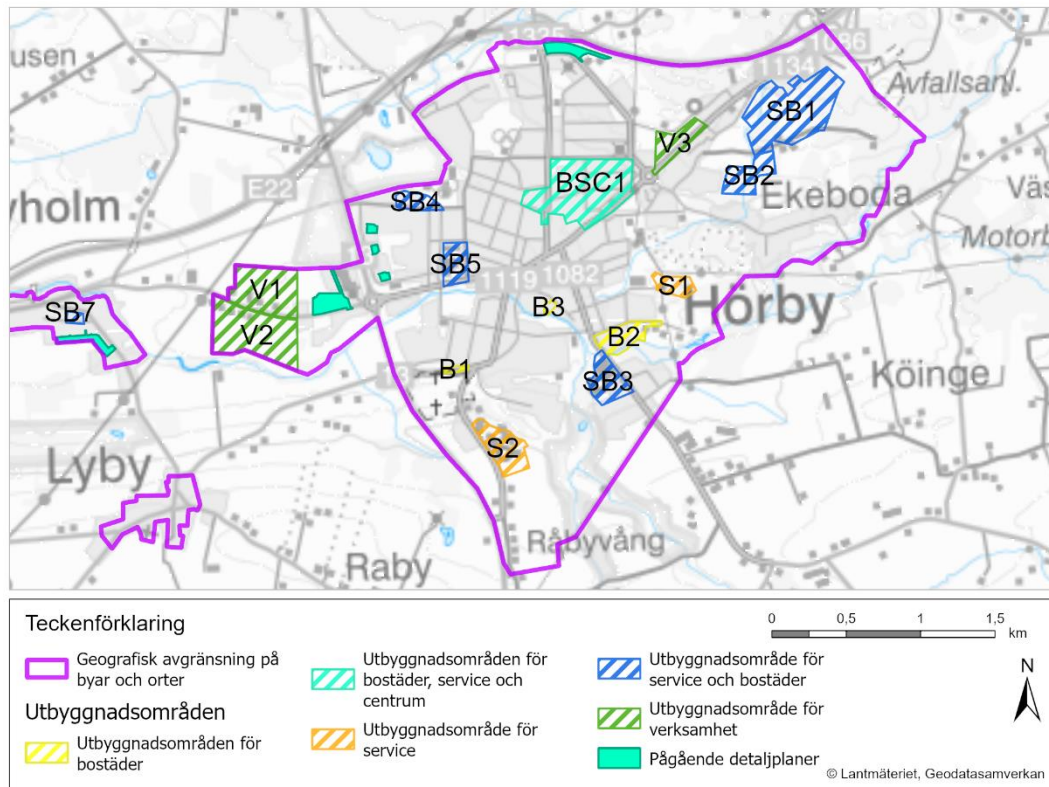 usen
133
1086
1134
Avfallsanl.
SB1
V3
E22
BSC1
yholm
SB4
SB2
Ekeboda
Väs
Motorb
SB5
1119
1082
V1
S1
Hörby
SB7
B3
V2
B2
B1
SB3
Köinge
S2
Lyby
Råbyvång
Raby
Teckenförklaring
0 0,5 1 1,5
km
Geografisk avgränsning på
byar och orter
Utbyggnadsområden
Utbyggnadsområden för
bostäder
Utbyggnadsområden för
bostäder, service och
centrum
Utbyggnadsområde för
service
Utbyggnadsområde för
service och bostäder
Utbyggnadsområde för
verksamhet
Pågående detaljplaner
N
© Lantmäteriet, Geodatasamverkan